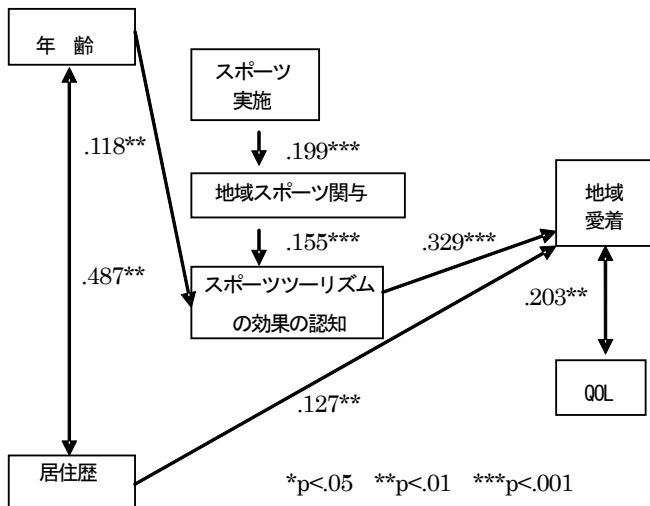 年　齢
スポーツ
実施
.118**
.199***
地域スポーツ関与
地域
愛着
.155***
.329***
.487**
スポーツツーリズム
の効果の認知
.203**
.127**
QOL
居住歴
*p<.05　**p<.01　***p<.001